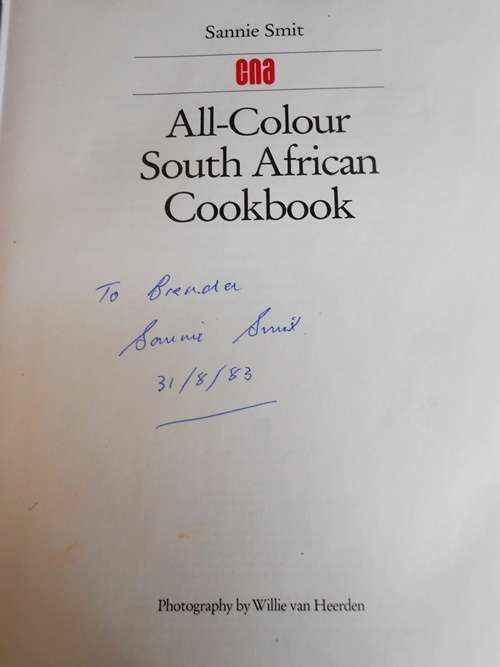 Sannie Smit
cna
All-Colour
South African
Cookbook
To Brenda
Sannie Smit
31/8/83
Photography by Willie van Heerden